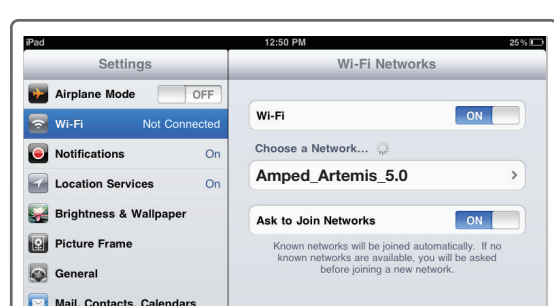 iPad
12:50 PM
25%
Settings
Wi-Fi Networks
Airplane Mode
OFF
Wi-Fi
Not Connected
Notifications
On
Location Services
On
Brightness & Wallpaper
Picture Frame
General
Mail, Contacts, Calendars
Wi-Fi
ON
Choose a Network...
Amped_Artemis_5.0
Ask to Join Networks
ON
Known networks will be joined automatically. If no
known networks are available, you will be asked
before joining a new network.